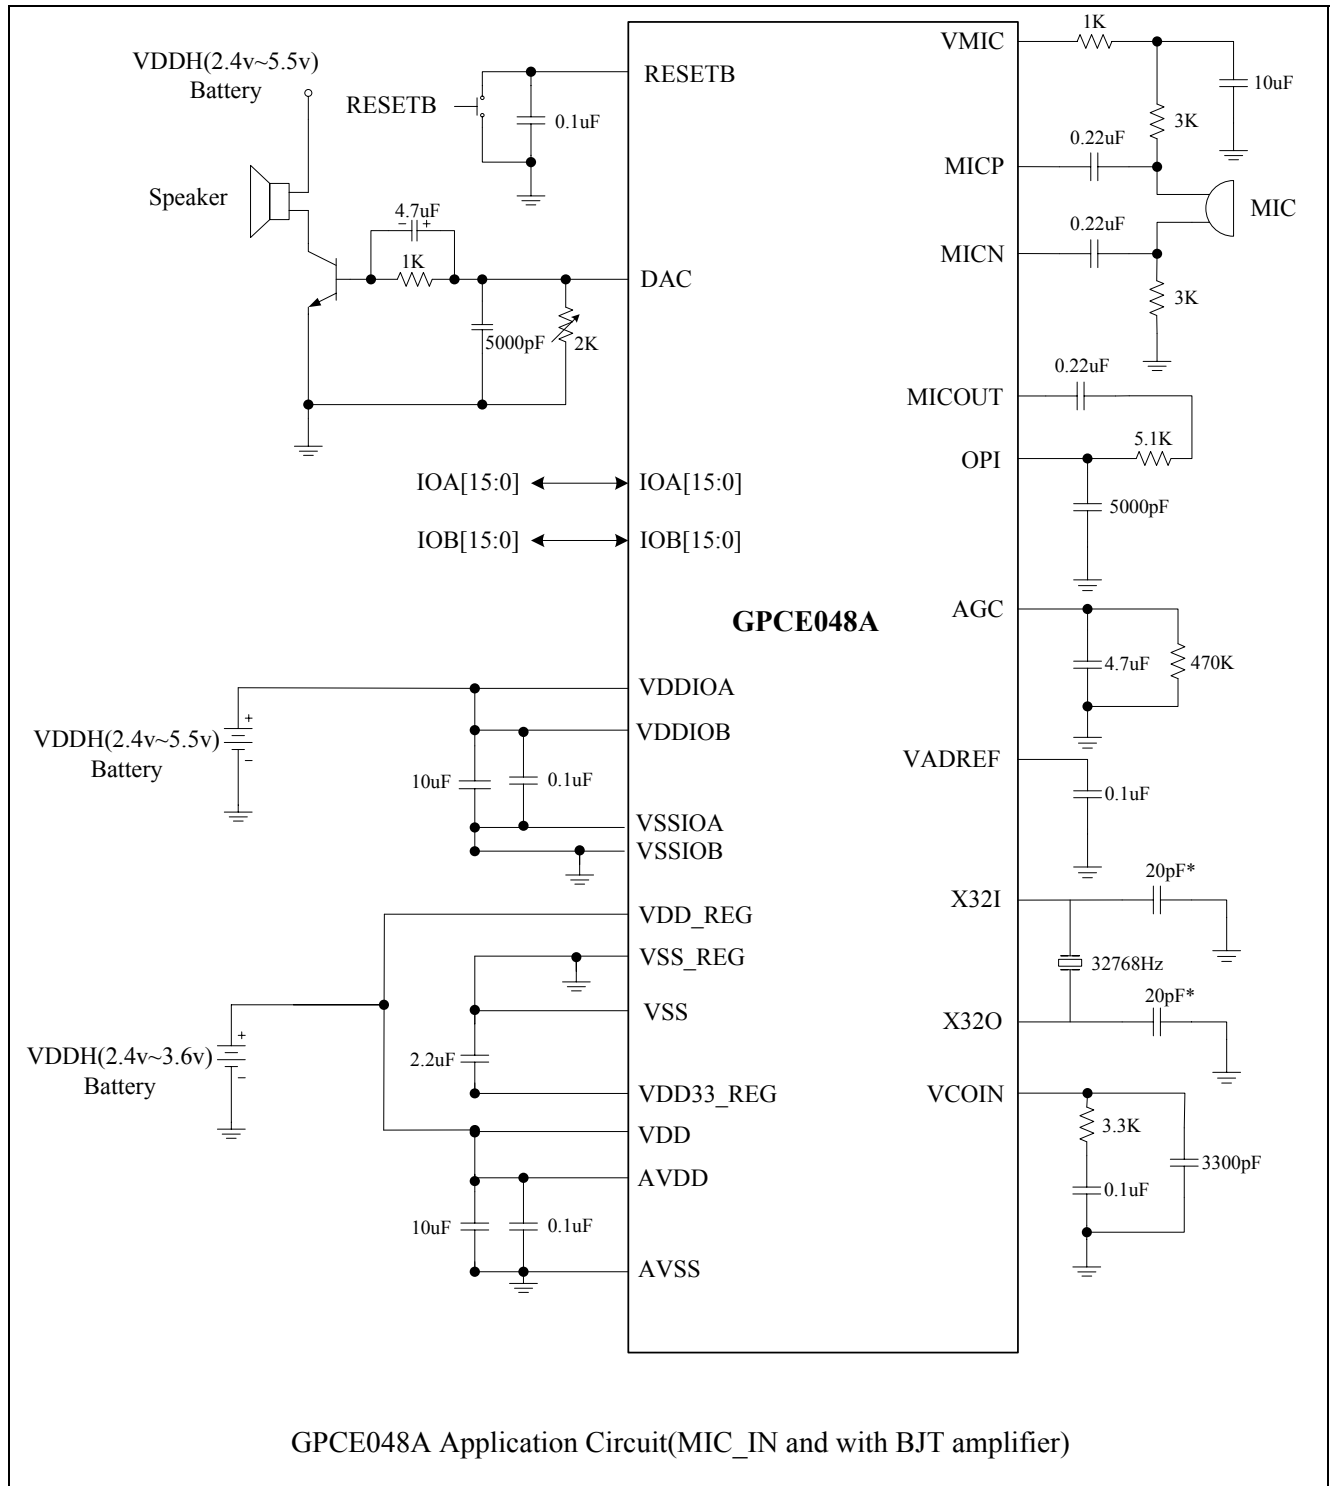 VDDH(2.4v~5.5v)
Battery
RESETB
0.1uF
RESETB
Speaker
4.7uF
− +
1K
DAC
5000pF
2K
IOA[15:0]
IOA[15:0]
IOB[15:0]
IOB[15:0]
GPCE048A
VDDIOA
VDDIOB
+
−
VDDH(2.4v~5.5v)
Battery
10uF
0.1uF
VSSIOA
VSSIOB
VDD_REG
VSS_REG
VSS
+
−
VDDH(2.4v~3.6v)
Battery
2.2uF
VDD33_REG
VDD
AVDD
10uF
0.1uF
AVSS
VMIC
1K
10uF
3K
MICP
0.22uF
MIC
MICN
0.22uF
3K
MICOUT
0.22uF
OPI
5.1K
5000pF
AGC
4.7uF
470K
VADREF
0.1uF
X32I
20pF*
32768Hz
X32O
20pF*
VCOIN
3.3K
0.1uF
3300pF
GPCE048A Application Circuit(MIC_IN and with BJT amplifier)